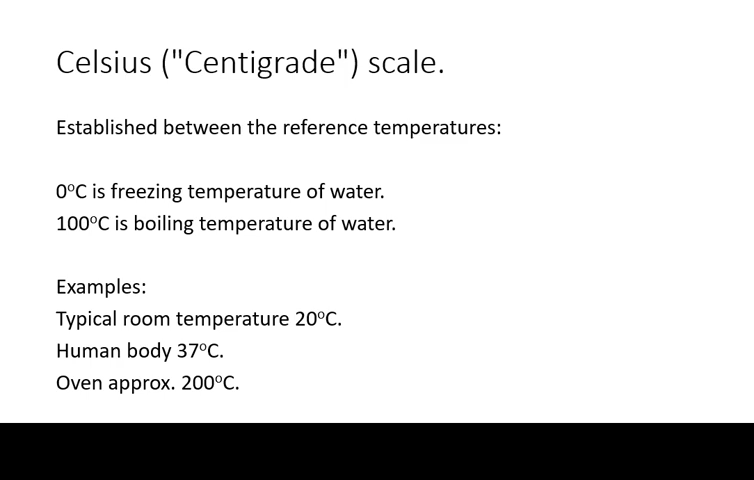 Celsius ("Centigrade") scale.
Established between the reference temperatures:
0ºC is freezing temperature of water.
100ºC is boiling temperature of water.
Examples:
Typical room temperature 20ºC.
Human body 37ºC.
Oven approx. 200ºC.